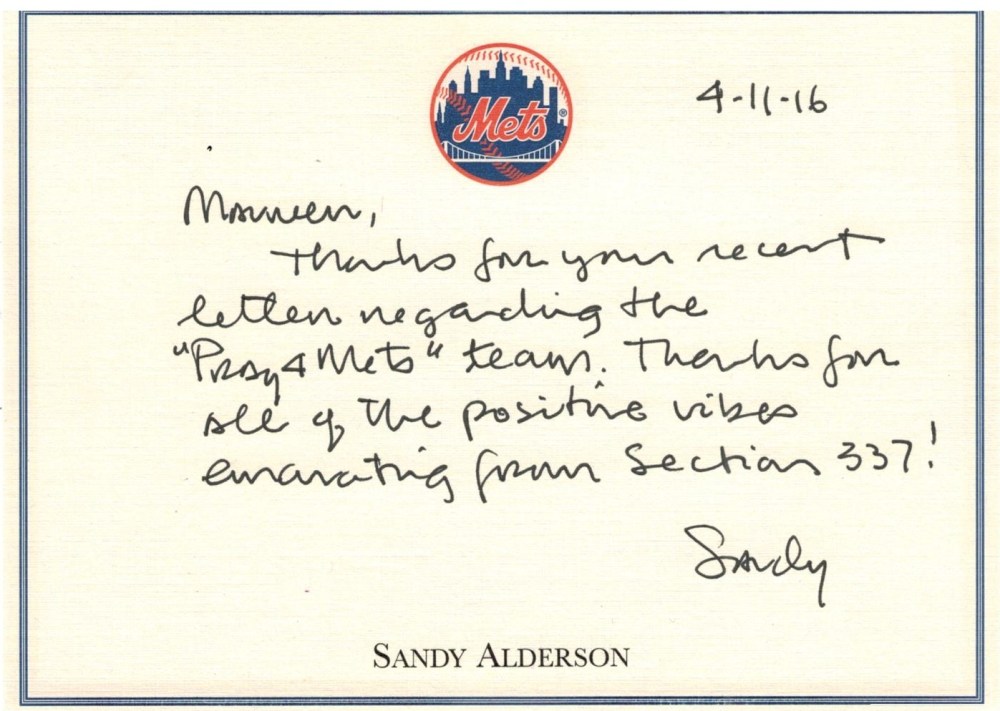 Mets
4-11-16
Maureen,
Thanks for your recent
letter regarding the
"Pray4Mets" team. Thanks for
all of the positive vibes
emanating from Section 337!
Sandy
SANDY ALDERSON